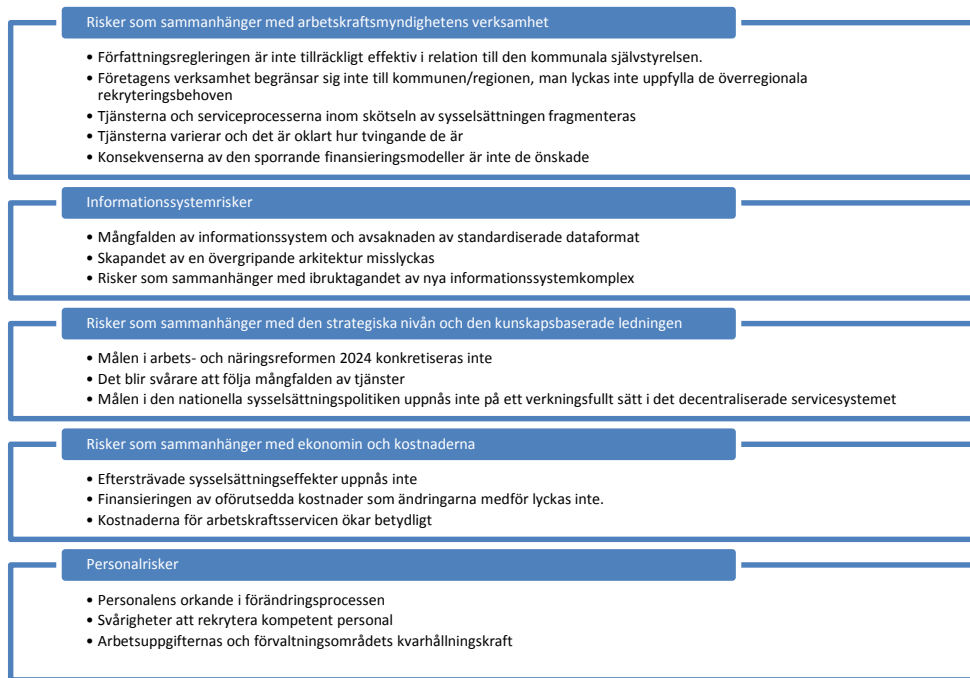 Risker som sammanhänger med arbetskraftsmyndighetens verksamhet
• Författningsregleringen är inte tillräckligt effektiv i relation till den kommunala självstyrelsen.
• Företagens verksamhet begränsar sig inte till kommunen/regionen, man lyckas inte uppfylla de överregionala
rekryteringsbehoven
• Tjänsterna och serviceprocesserna inom skötseln av sysselsättningen fragmenteras
• Tjänsterna varierar och det är oklart hur tvingande de är
• Konsekvenserna av den sporrande finansieringsmodeller är inte de önskade
Informationssystemrisker
• Mångfalden av informationssystem och avsaknaden av standardiserade dataformat
• Skapandet av en övergripande arkitektur misslyckas
• Risker som sammanhänger med ibruktagandet av nya informationssystemkomplex
Risker som sammanhänger med den strategiska nivån och den kunskapsbaserade ledningen
• Målen i arbets- och näringsreformen 2024 konkretiseras inte
• Det blir svårare att följa mångfalden av tjänster
• Målen i den nationella sysselsättningspolitiken uppnås inte på ett verkningsfullt sätt i det decentraliserade servicesystemet
Risker som sammanhänger med ekonomin och kostnaderna
• Eftersträvade sysselsättningseffekter uppnås inte
• Finansieringen av oförutsedda kostnader som ändringarna medför lyckas inte.
• Kostnaderna för arbetskraftsservicen ökar betydligt
Personalrisker
• Personalens orkande i förändringsprocessen
• Svårigheter att rekrytera kompetent personal
• Arbetsuppgifternas och förvaltningsområdets kvarhållningskraft